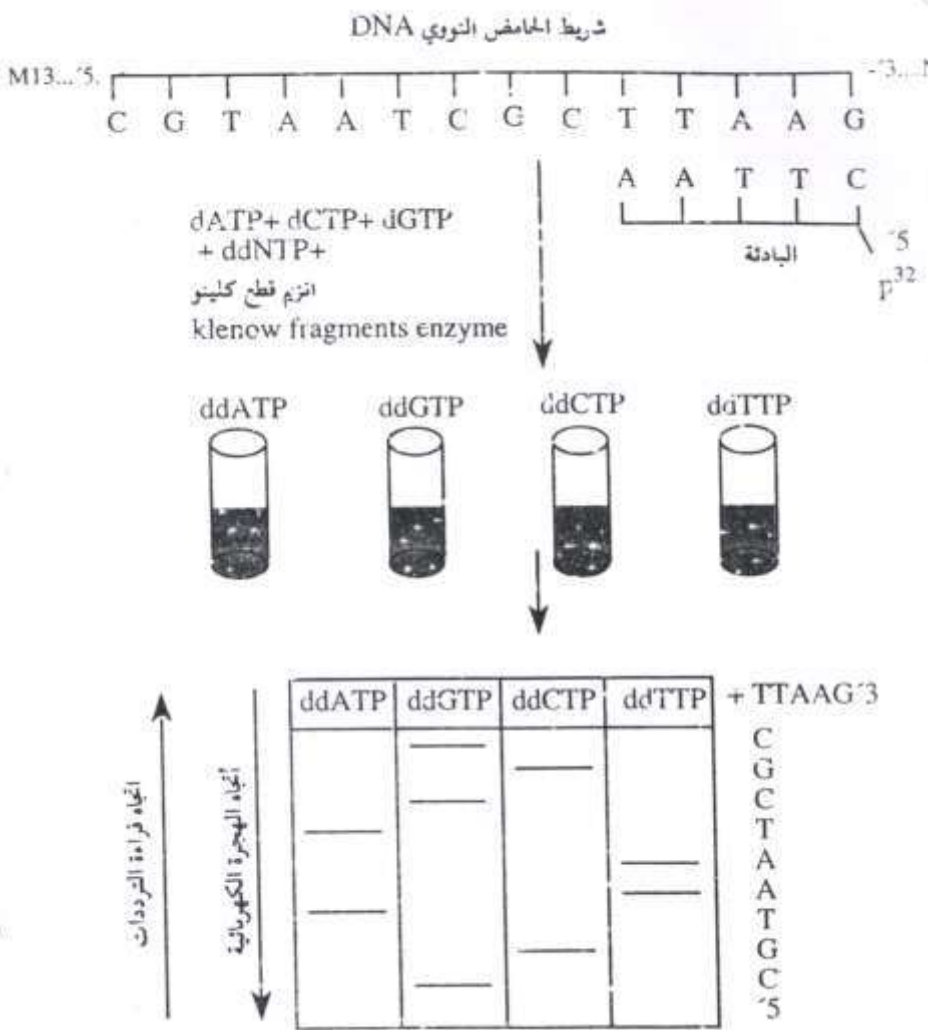 شريط الحامض النووي DNA
M13...´5. -´3...M
C G T A A T C G C T T A A G
A A T T C
´5
البادئة
p32
dATP+ dCTP+ dGTP
+ ddNTP+
انزيم قطع كلينو
klenow fragments enzyme
ddATP ddGTP ddCTP ddTTP
ddATP ddGTP ddCTP ddTTP + TTAAG´3
C
G
C
T
A
A
T
G
C
´5
اتجاه قراءة الترددات
اتجاه الهجرة الكهربائية